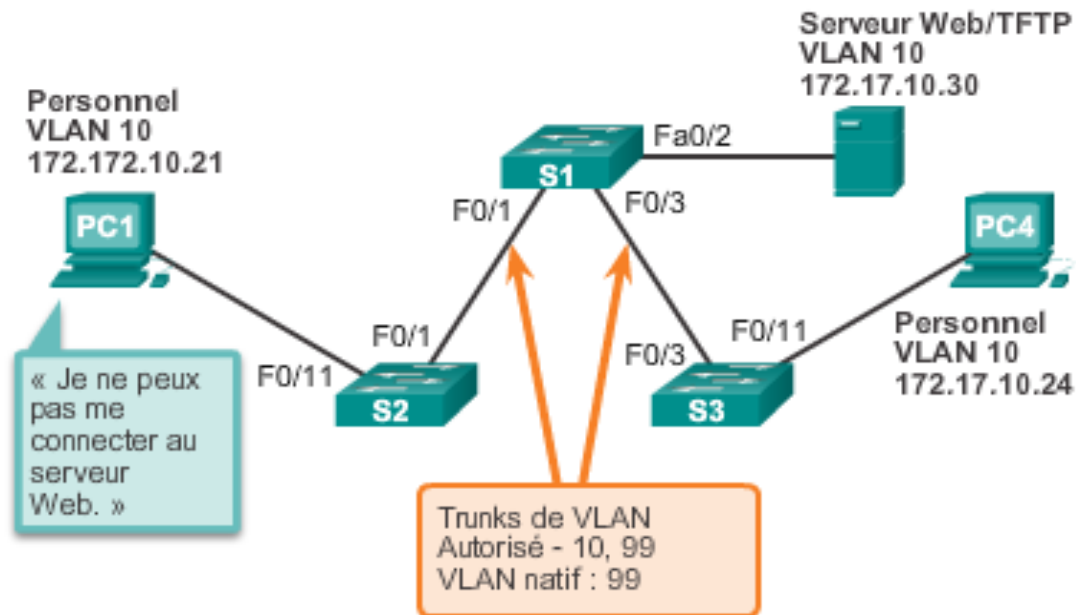 Serveur Web/TFTP
VLAN 10
172.17.10.30
Personnel
VLAN 10
172.172.10.21
PC1
S1
Fa0/2
F0/1
F0/3
PC4
F0/1
F0/11
S2
F0/3
F0/11
S3
Personnel
VLAN 10
172.17.10.24
« Je ne peux
pas me
connecter au
serveur
Web. »
Trunks de VLAN
Autorisé - 10, 99
VLAN natif : 99